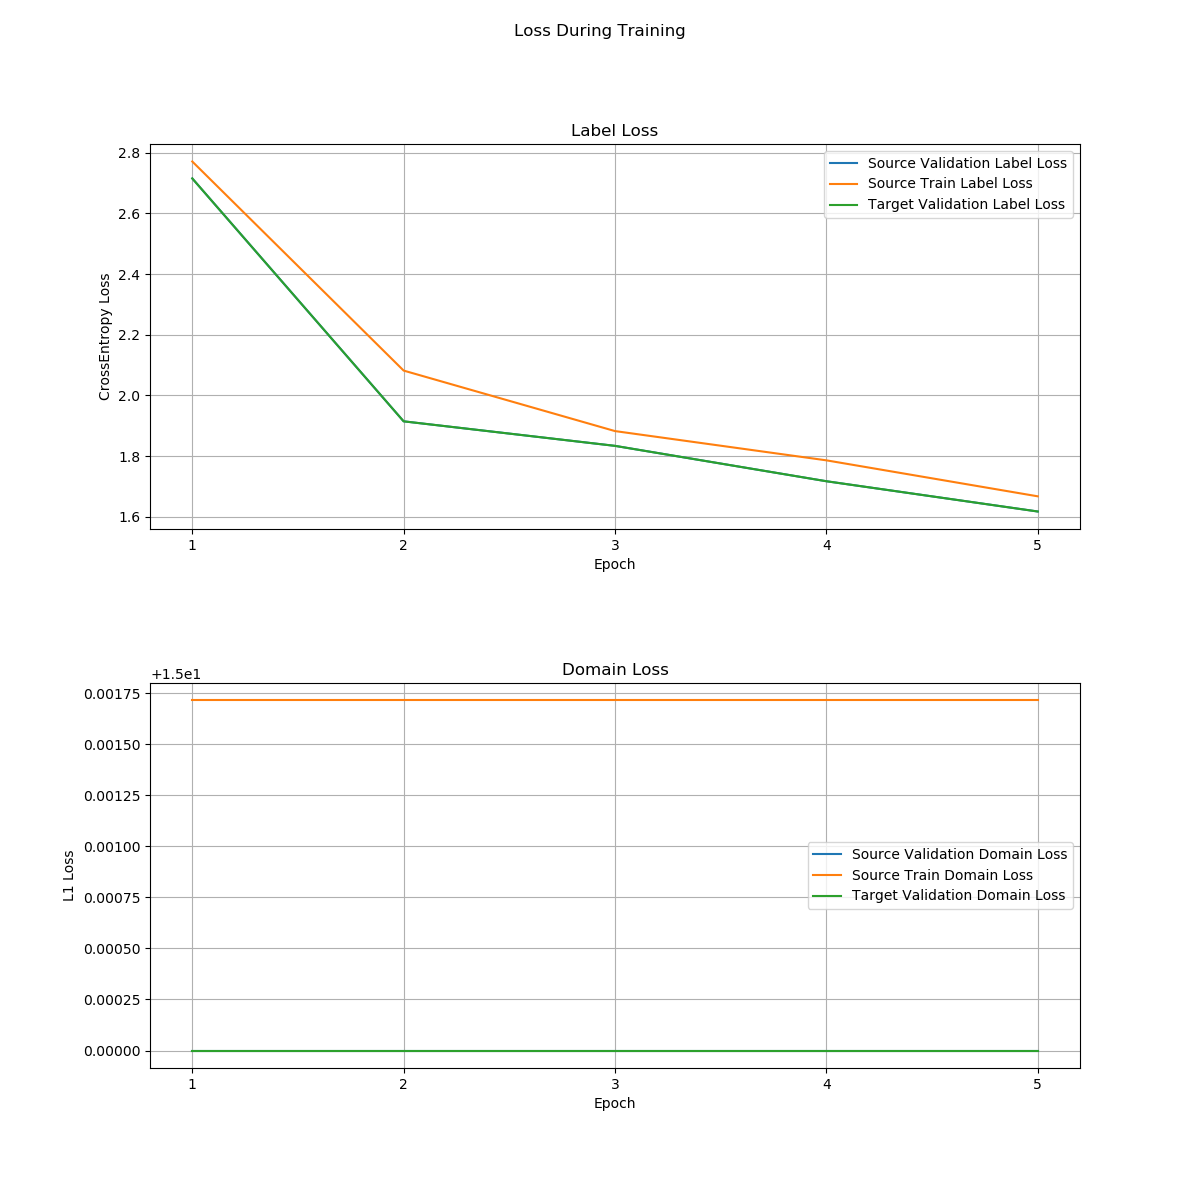 Loss During Training
Label Loss
2.8
2.6
2.4
2.2
2.0
1.8
1.6
CrossEntropy Loss
Source Validation Label Loss
Source Train Label Loss
Target Validation Label Loss
1 2 3 4 5
Epoch
Domain Loss
+1.5e1
0.00175
0.00150
0.00125
0.00100
0.00075
0.00050
0.00025
0.00000
L1 Loss
Source Validation Domain Loss
Source Train Domain Loss
Target Validation Domain Loss
1 2 3 4 5
Epoch